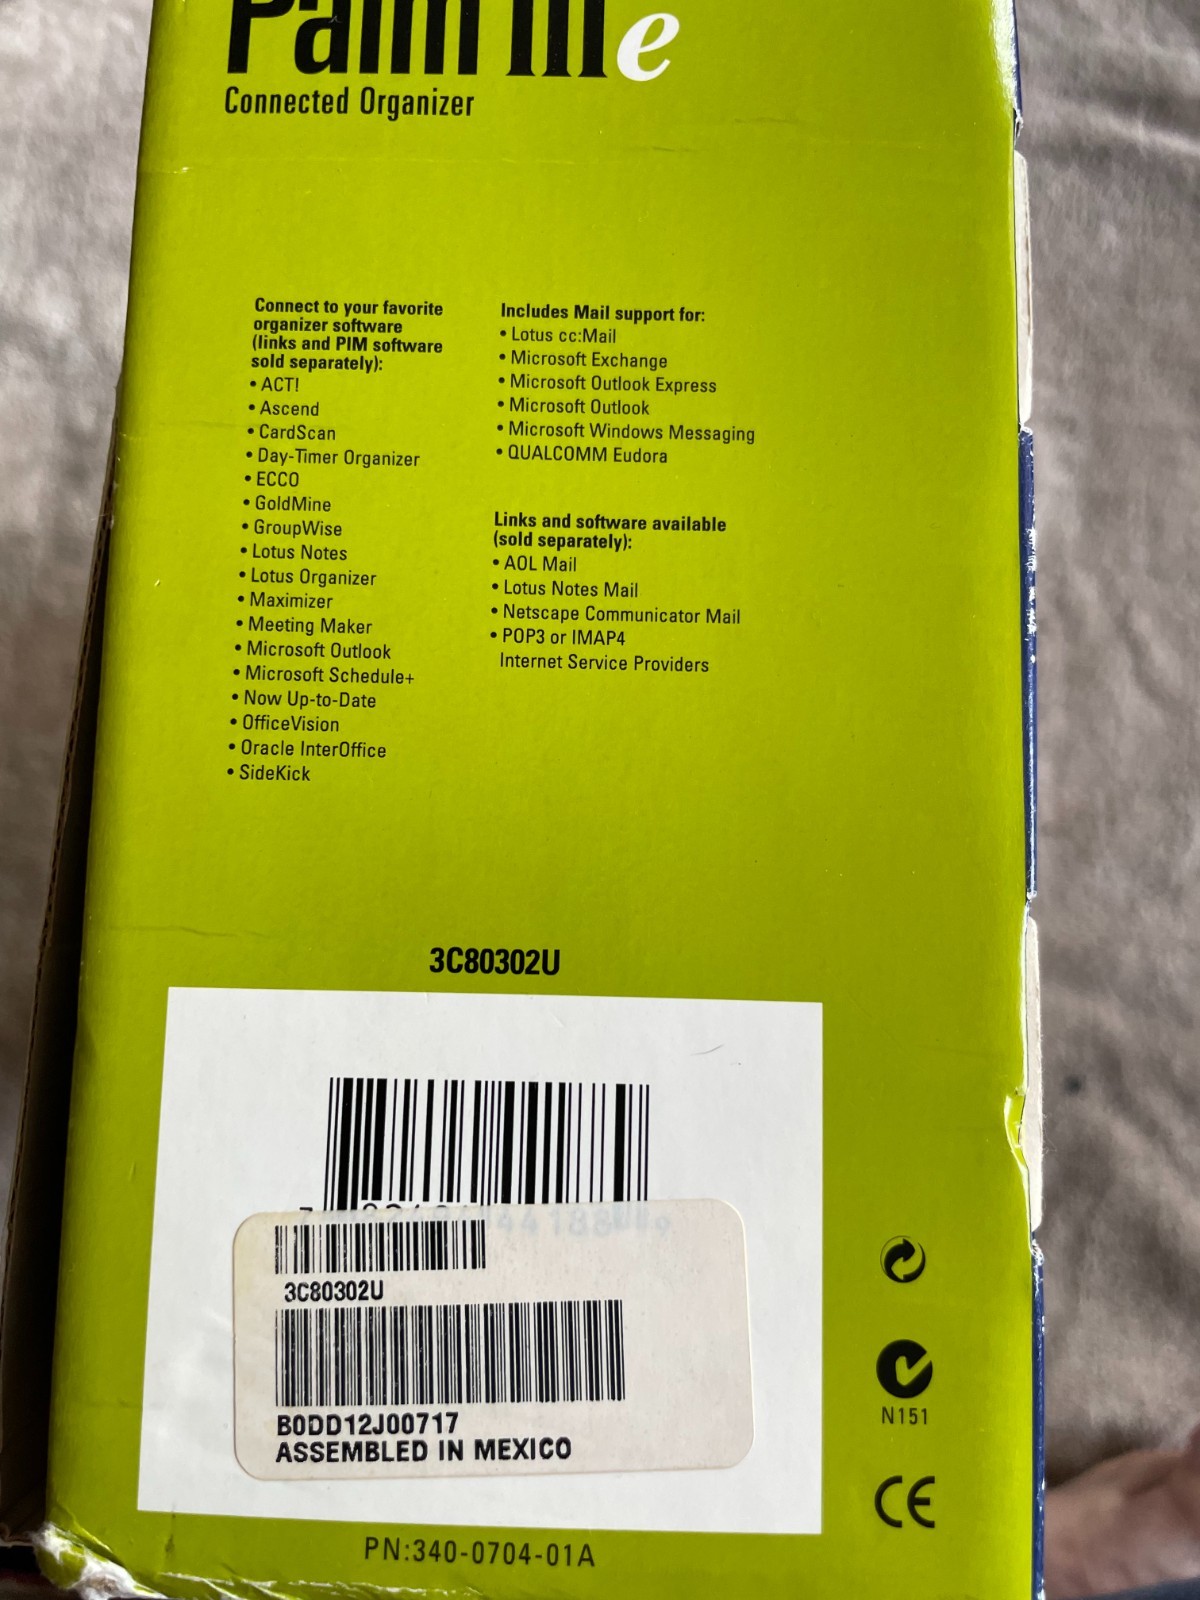 Palm IIIe
Connected Organizer
Connect to your favorite
organizer software
(links and PIM software
sold separately):
• ACT!
• Ascend
• CardScan
• Day-Timer Organizer
• ECCO
• GoldMine
• GroupWise
• Lotus Notes
• Lotus Organizer
• Maximizer
• Meeting Maker
• Microsoft Outlook
• Microsoft Schedule+
• Now Up-to-Date
• OfficeVision
• Oracle InterOffice
• SideKick
Includes Mail support for:
• Lotus cc:Mail
• Microsoft Exchange
• Microsoft Outlook Express
• Microsoft Outlook
• Microsoft Windows Messaging
• QUALCOMM Eudora
Links and software available
(sold separately):
• AOL Mail
• Lotus Notes Mail
• Netscape Communicator Mail
• POP3 or IMAP4
Internet Service Providers
3C80302U
3C80302U
B0DD12J00717
ASSEMBLED IN MEXICO
N151
CE
PN:340-0704-01A